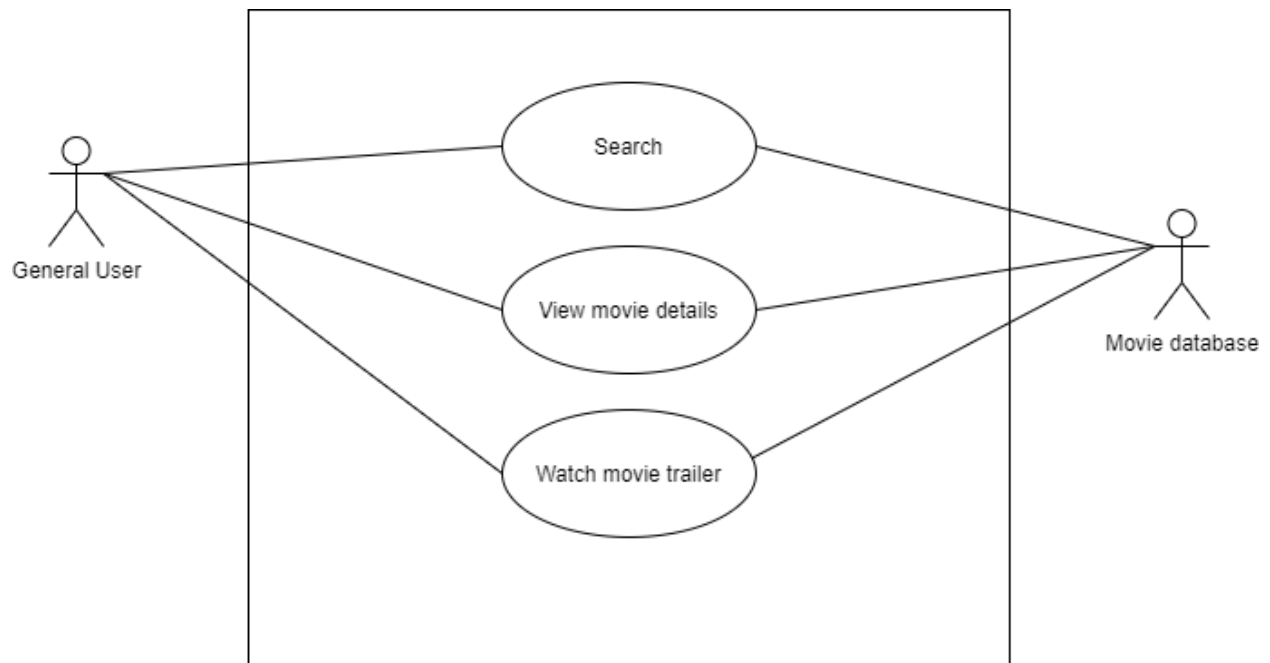 Search
General User
View movie details
Movie database
Watch movie trailer